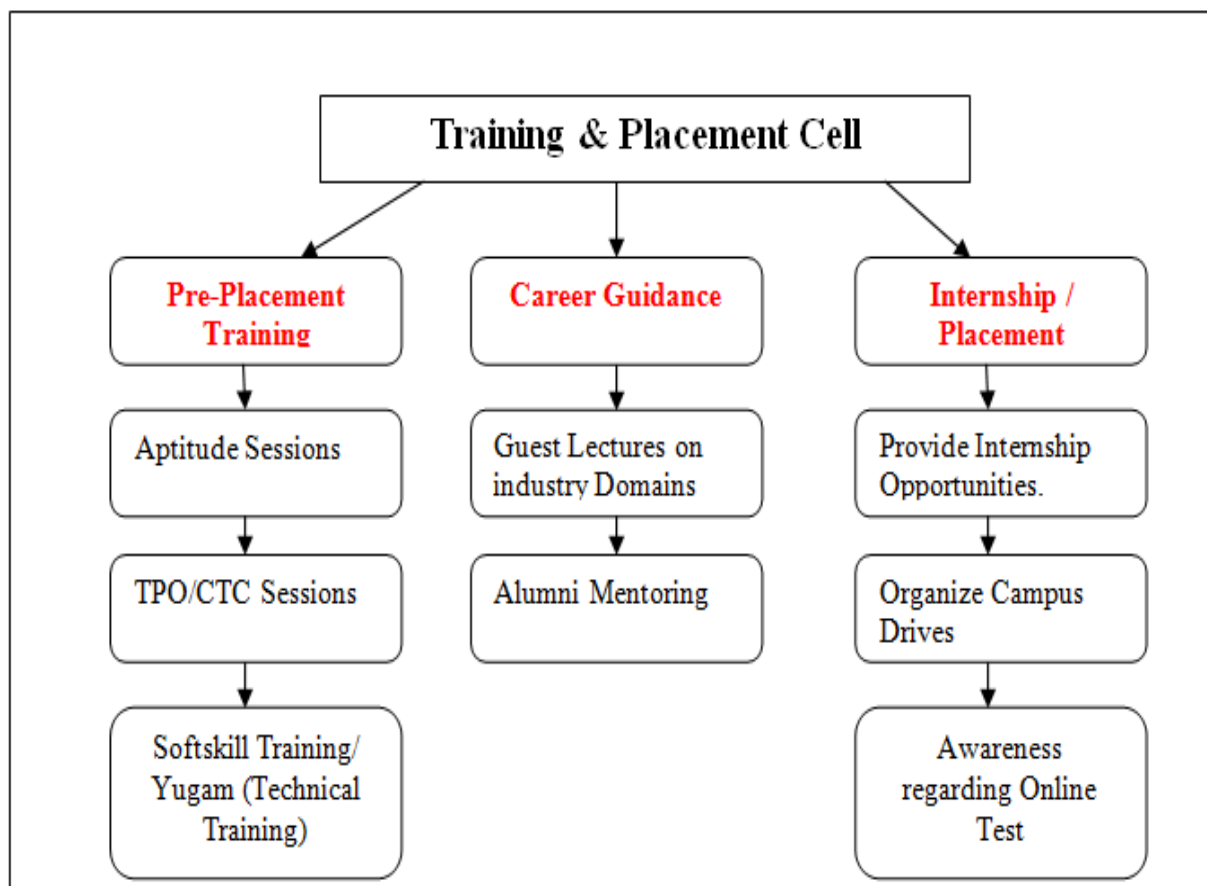 Training & Placement Cell
Pre-Placement
Training
Career Guidance
Internship /
Placement
Aptitude Sessions
Guest Lectures on
industry Domains
Provide Internship
Opportunities.
TPO/CTC Sessions
Alumni Mentoring
Organize Campus
Drives
Softskill Training/
Yugam (Technical
Training)
Awareness
regarding Online
Test